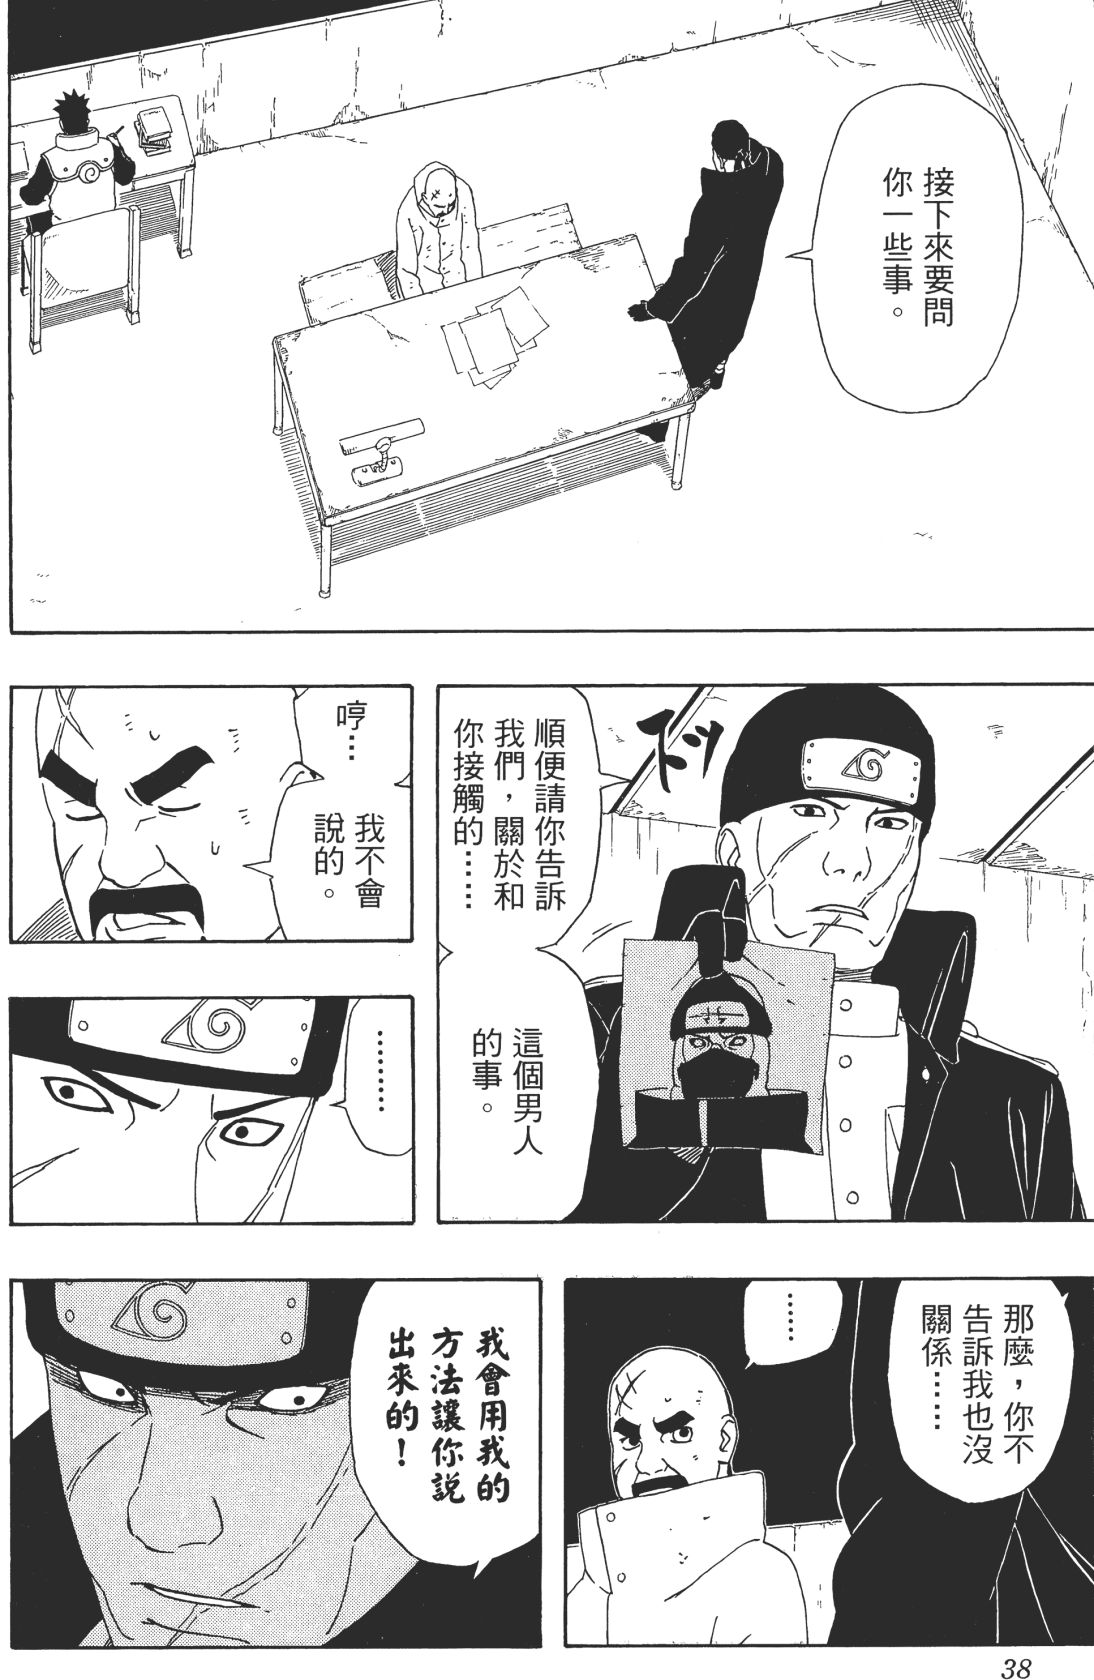 接下來要問
你一些事。
順便請你告訴
我們，關於和
你接觸的……
ドッ
這個男人
的事。
哼…
我不會
說的。
………
那麼，你不
告訴我也沒
關係……
……
我會用我的
方法讓你說
出來的！
38